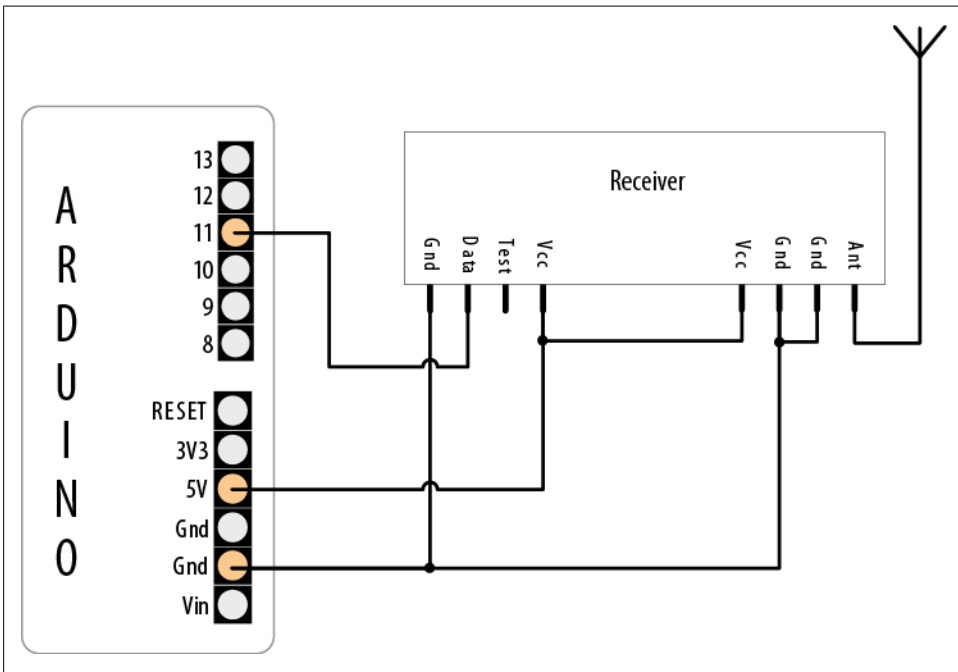 ARDUINO
13
12
11
10
9
8
RESET
3V3
5V
Gnd
Gnd
Vin
Receiver
Gnd
Data
Test
Vcc
Vcc
Gnd
Gnd
Ant